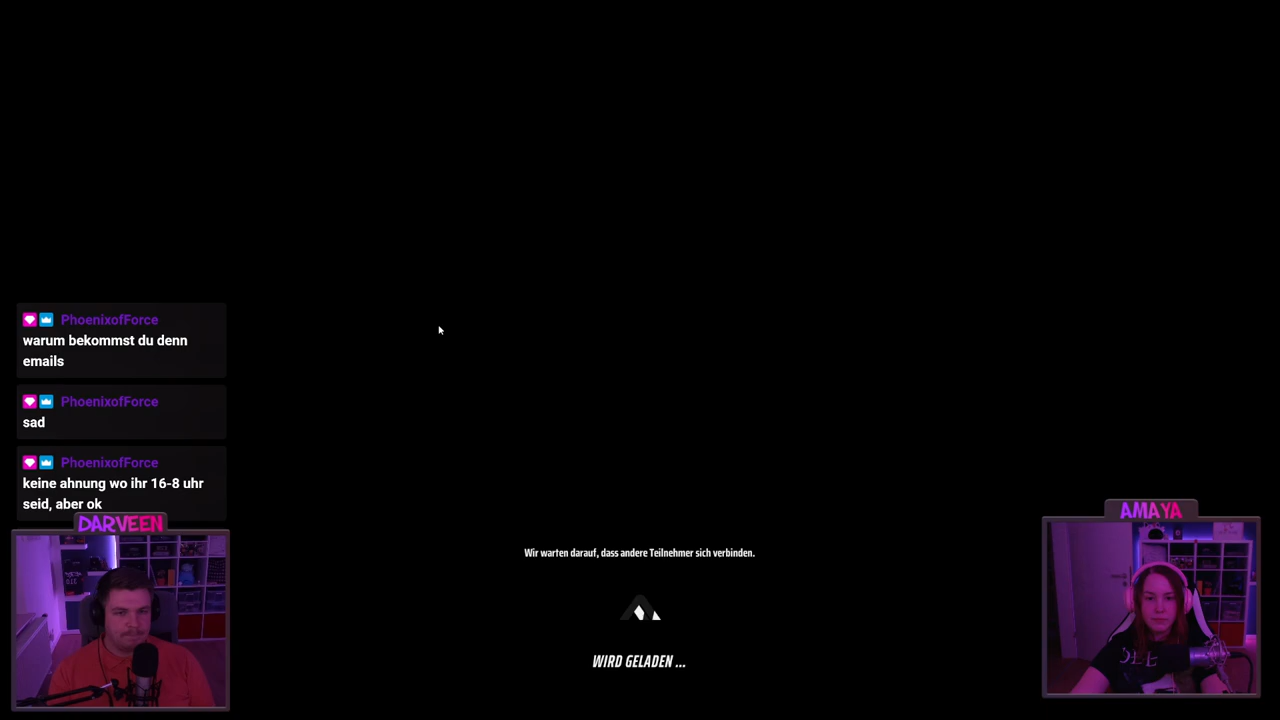 PhoenixofForce
warum bekommst du denn
emails
PhoenixofForce
sad
PhoenixofForce
keine ahnung wo ihr 16-8 uhr
seid, aber ok
DARVEEN
AMAYA
Wir warten darauf, dass andere Teilnehmer sich verbinden.
WIRD GELADEN ...